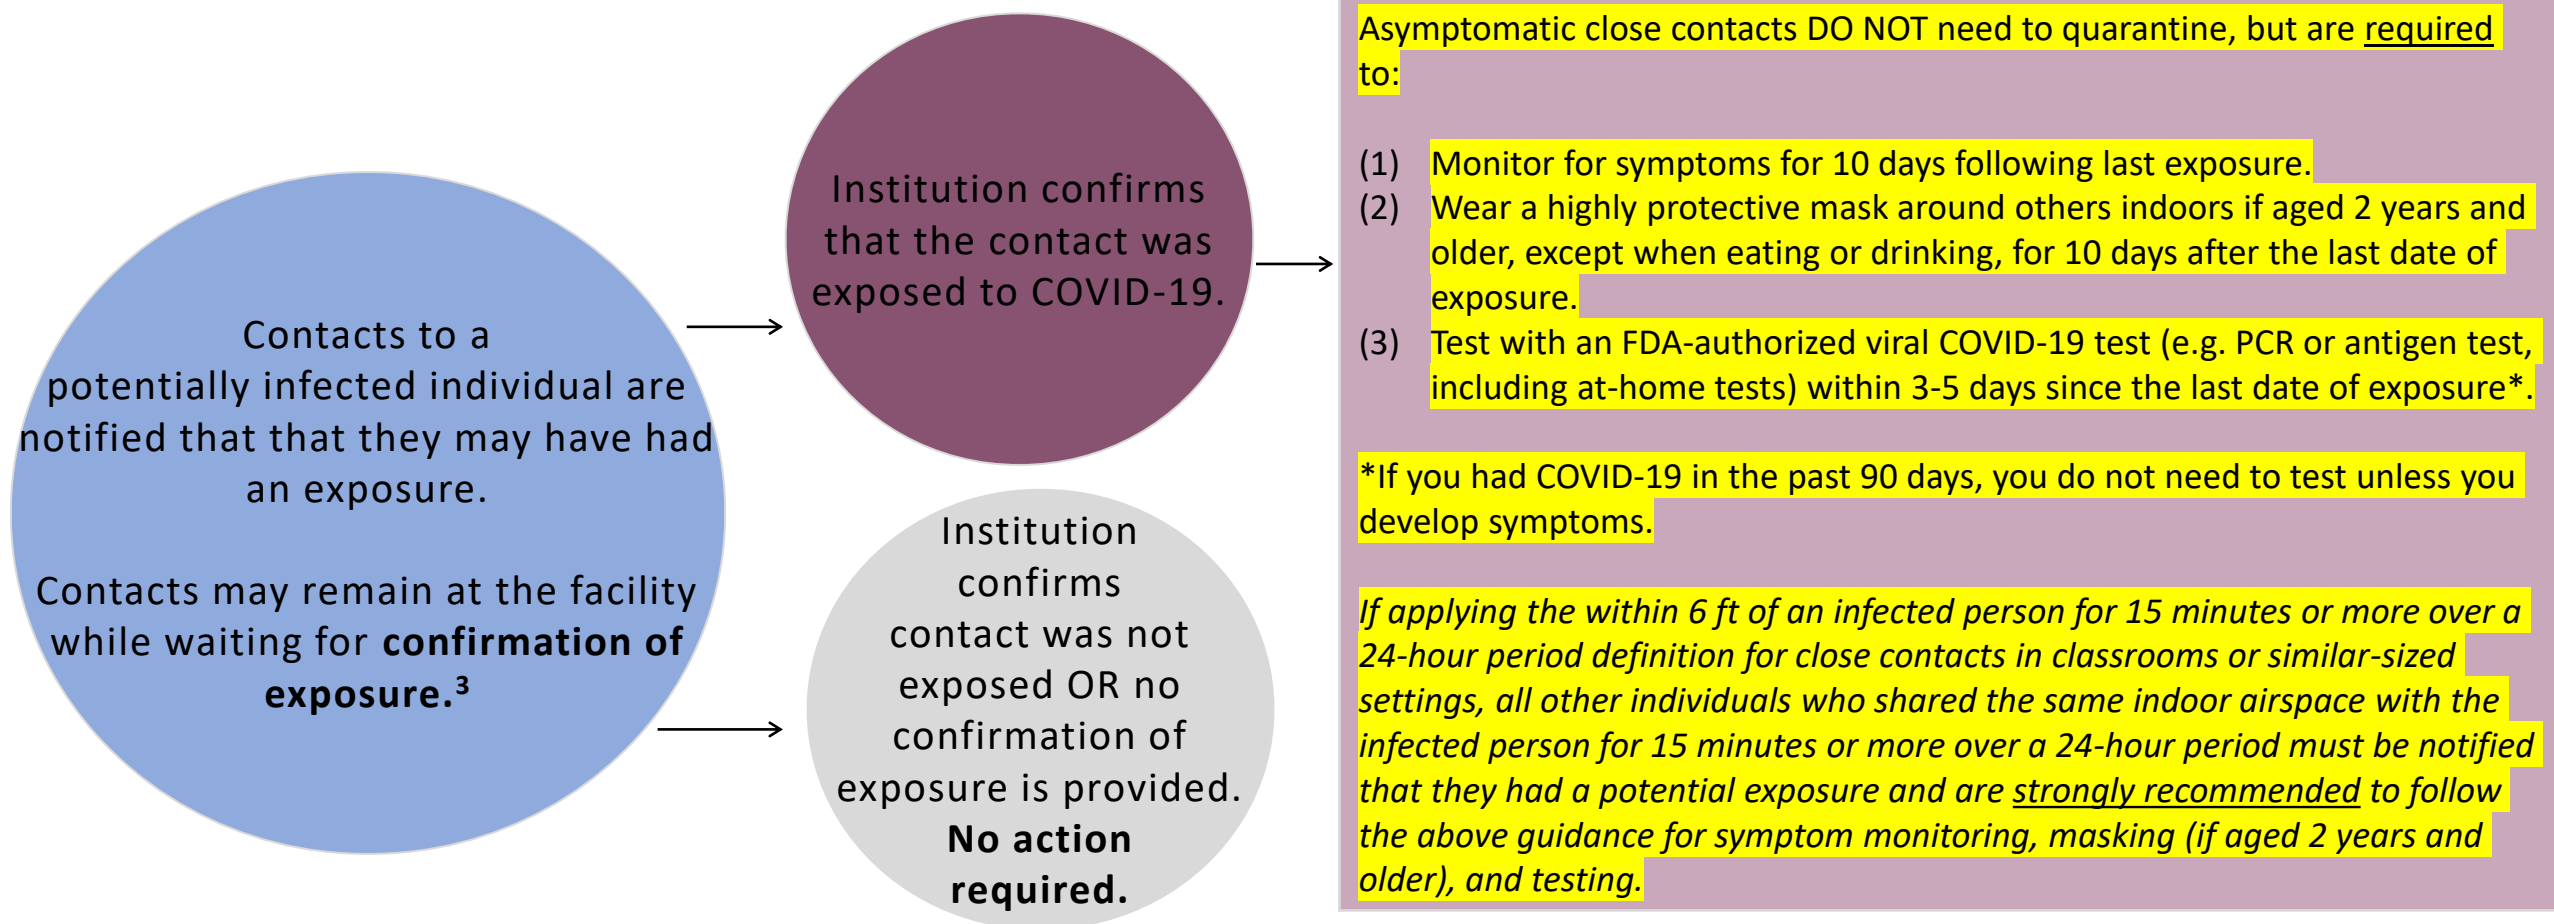 Contacts to a
potentially infected individual are
notified that that they may have had
an exposure.
Contacts may remain at the facility
while waiting for confirmation of
exposure.³
Institution confirms
that the contact was
exposed to COVID-19.
Institution
confirms
contact was not
exposed OR no
confirmation of
exposure is provided.
No action
required.
Asymptomatic close contacts DO NOT need to quarantine, but are required
to:
(1) Monitor for symptoms for 10 days following last exposure.
(2) Wear a highly protective mask around others indoors if aged 2 years and
older, except when eating or drinking, for 10 days after the last date of
exposure.
(3) Test with an FDA-authorized viral COVID-19 test (e.g. PCR or antigen test,
including at-home tests) within 3-5 days since the last date of exposure*.
*If you had COVID-19 in the past 90 days, you do not need to test unless you
develop symptoms.
If applying the within 6 ft of an infected person for 15 minutes or more over a
24-hour period definition for close contacts in classrooms or similar-sized
settings, all other individuals who shared the same indoor airspace with the
infected person for 15 minutes or more over a 24-hour period must be notified
that they had a potential exposure and are strongly recommended to follow
the above guidance for symptom monitoring, masking (if aged 2 years and
older), and testing.